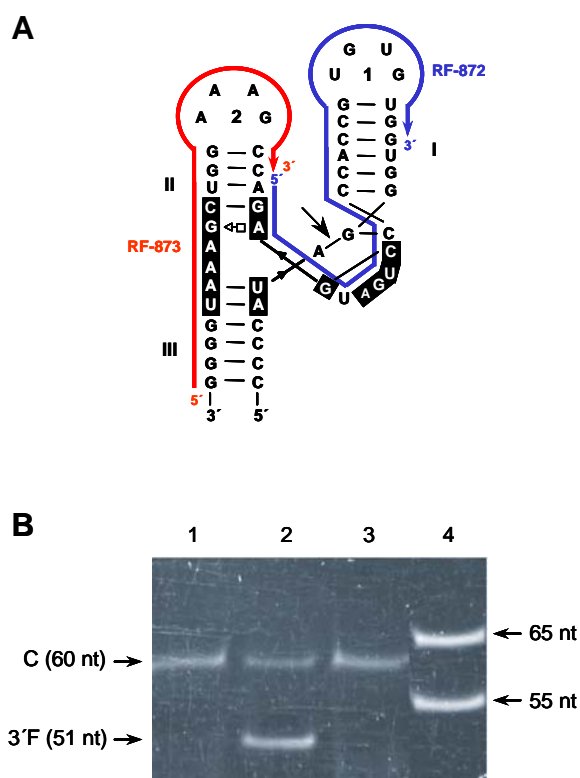 A
G U
U 1 G
RF-872
A A
A 2 G
G U
C G
C G
A U
C G
C G
3´
I
G C
G C
U A
C G
G A
A
A
A U
U A
G C
G C
G C
G C
3´ 5´
3´
5´
II
III
RF-873
5´
A G C
C
U
G
A
U
G
B
1 2 3 4
C (60 nt)
3´F (51 nt)
65 nt
55 nt